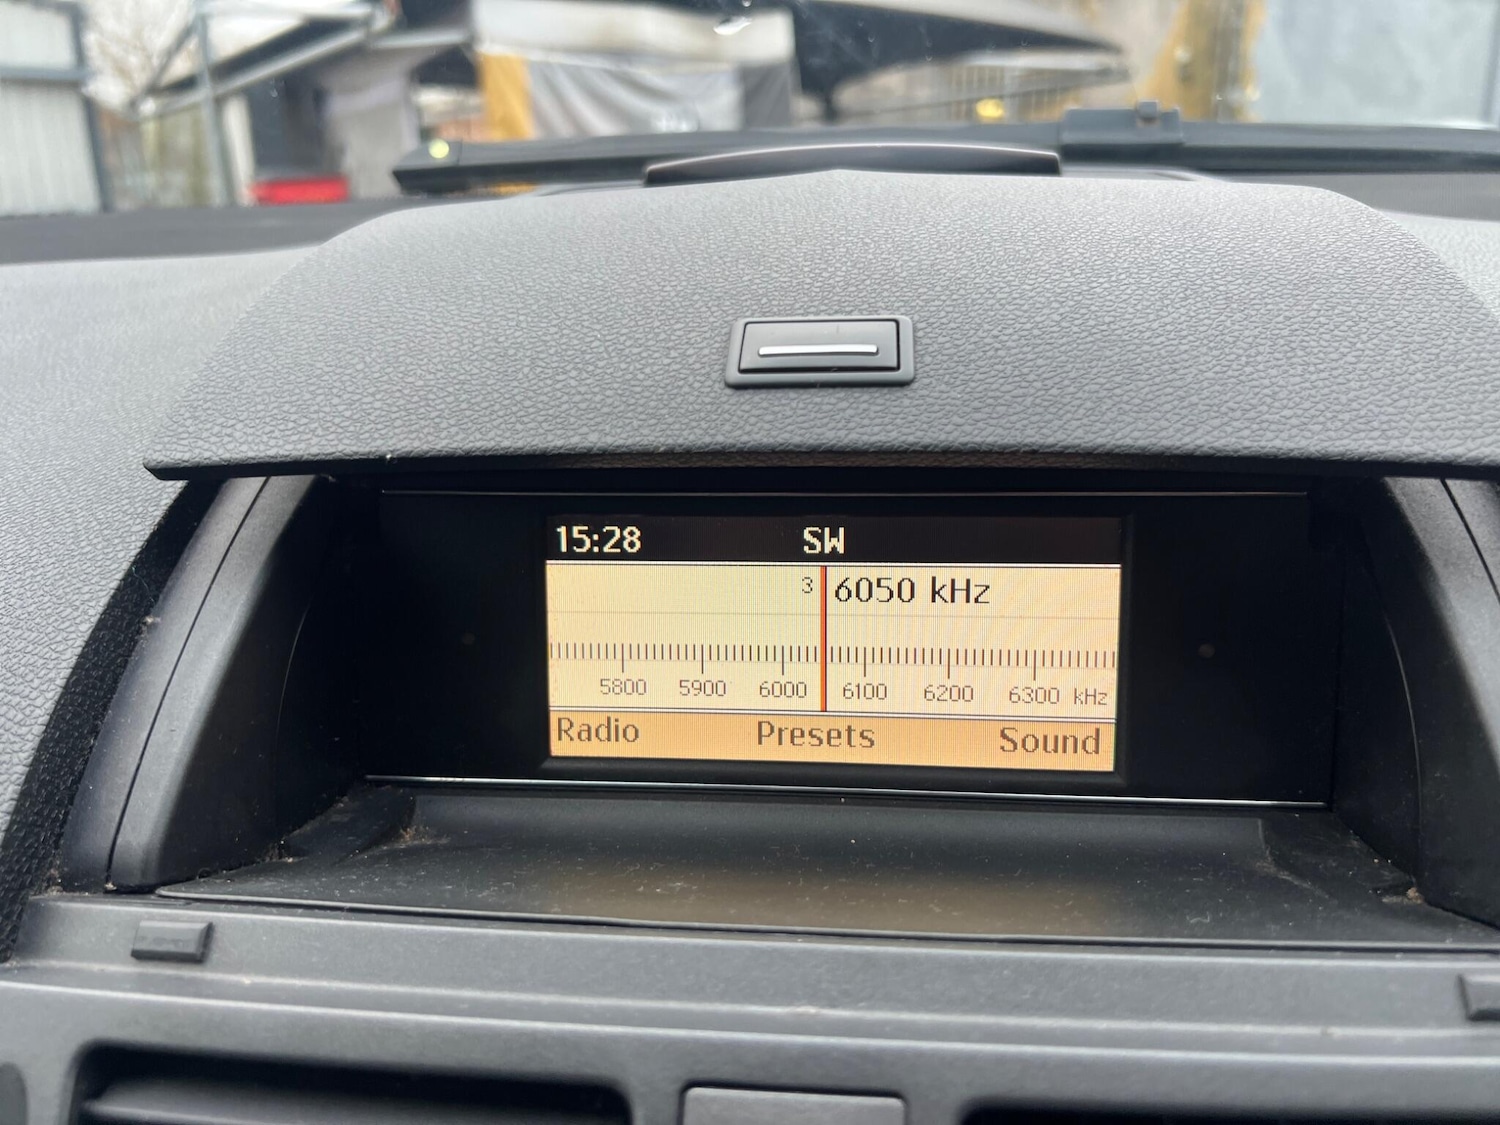 15:28 SW
3 6050 kHz
5800 5900 6000 6100 6200 6300 kHz
Radio Presets Sound